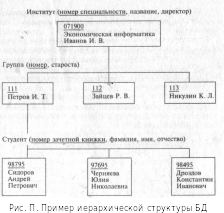 Институт (номер специальности, название, директор)
071900
Экономическая информатика
Иванов И. В.
Группа (номер, староста)
111
Петров И. Т.
112
Зайцев Р. В.
113
Никулин К. Л.
Студент (номер зачетной книжки, фамилия, имя, отчество)
98795
Сидоров
Андрей
Петрович
97695
Черняева
Юлия
Николаевна
98495
Дроздов
Константин
Иванович
Рис. П. Пример иерархической структуры БД